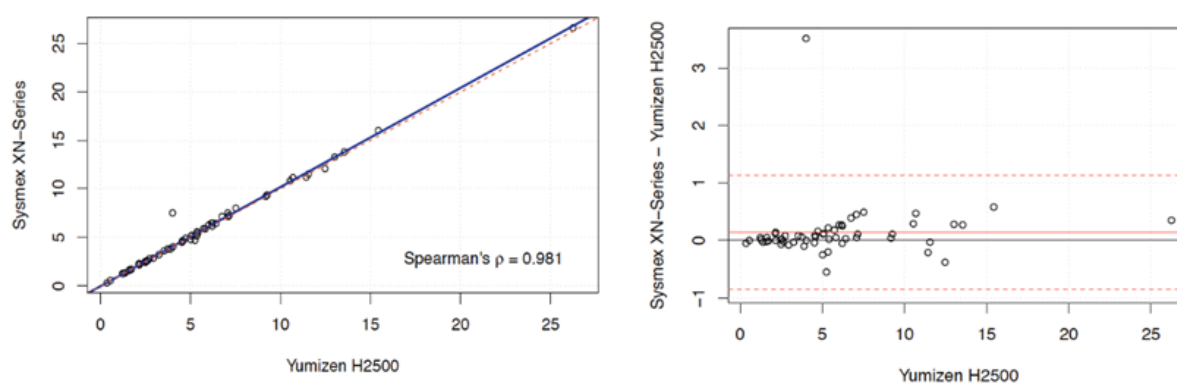 Sysmex XN−Series
25
20
15
10
5
0
Spearman's ρ = 0.981
0 5 10 15 20 25
Yumizen H2500
Sysmex XN−Series − Yumizen H2500
3
2
1
0
−1
0 5 10 15 20 25
Yumizen H2500